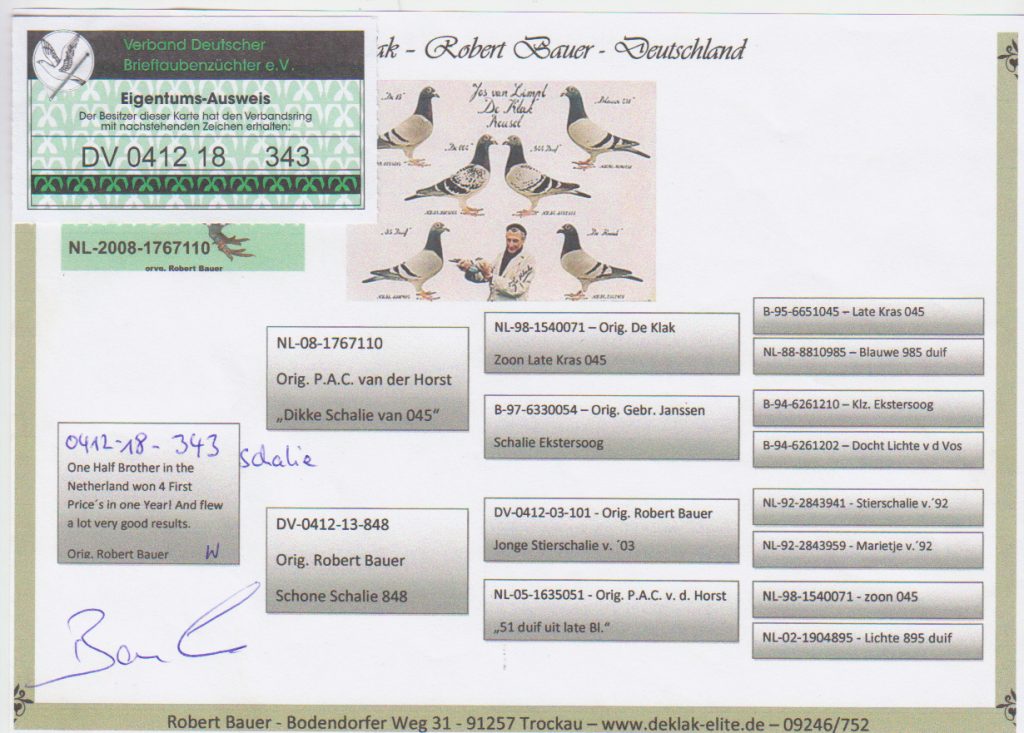 Verband Deutscher
Brieftaubenzüchter e.V.
Eigentums-Ausweis
Der Besitzer dieser Karte hat den Verbandsring
mit nachstehenden Zeichen erhalten:
DV 0412 18 343
lak – Robert Bauer - Deutschland
Jos van Limpt
"De Klak"
Reusel
NL-2008-1767110
orve. Robert Bauer
NL-08-1767110
Orig. P.A.C. van der Horst
„Dikke Schalie van 045“
NL-98-1540071 – Orig. De Klak
Zoon Late Kras 045
B-95-6651045 – Late Kras 045
NL-88-8810985 – Blauwe 985 duif
B-97-6330054 – Orig. Gebr. Janssen
Schalie Ekstersoog
B-94-6261210 – Klz. Ekstersoog
B-94-6261202 – Docht Lichte v d Vos
0412-18-343
Schalie
One Half Brother in the
Netherland won 4 First
Price´s in one Year! And flew
a lot very good results.
Orig. Robert Bauer W
DV-0412-13-848
Orig. Robert Bauer
Schone Schalie 848
DV-0412-03-101 - Orig. Robert Bauer
Jonge Stierschalie v. ´03
NL-92-2843941 - Stierschalie v.´92
NL-92-2843959 - Marietje v.´92
NL-05-1635051 - Orig. P.A.C. v. d. Horst
„51 duif uit late Bl.“
NL-98-1540071 - zoon 045
NL-02-1904895 - Lichte 895 duif
Robert Bauer - Bodendorfer Weg 31 - 91257 Trockau – www.deklak-elite.de – 09246/752